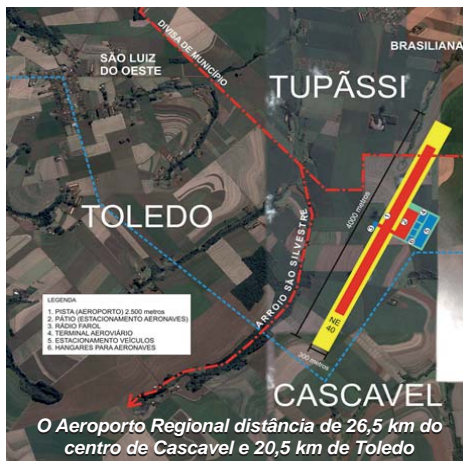 BRASILIANA
DIVISA DE MUNICÍPIO
SÃO LUIZ
DO OESTE
TUPÃSSI
TOLEDO
4000 metros
ARROIO SÃO SILVESTRE
LEGENDA
1. PISTA (AEROPORTO) 2.500 metros
2. PÁTIO (ESTACIONAMENTO AERONAVES)
3. RÁDIO FAROL
4. TERMINAL AEROVIÁRIO
5. ESTACIONAMENTO VEÍCULOS
6. HANGARES PARA AERONAVES
NE
40
200 metros
CASCAVEL
O Aeroporto Regional distância de 26,5 km do
centro de Cascavel e 20,5 km de Toledo